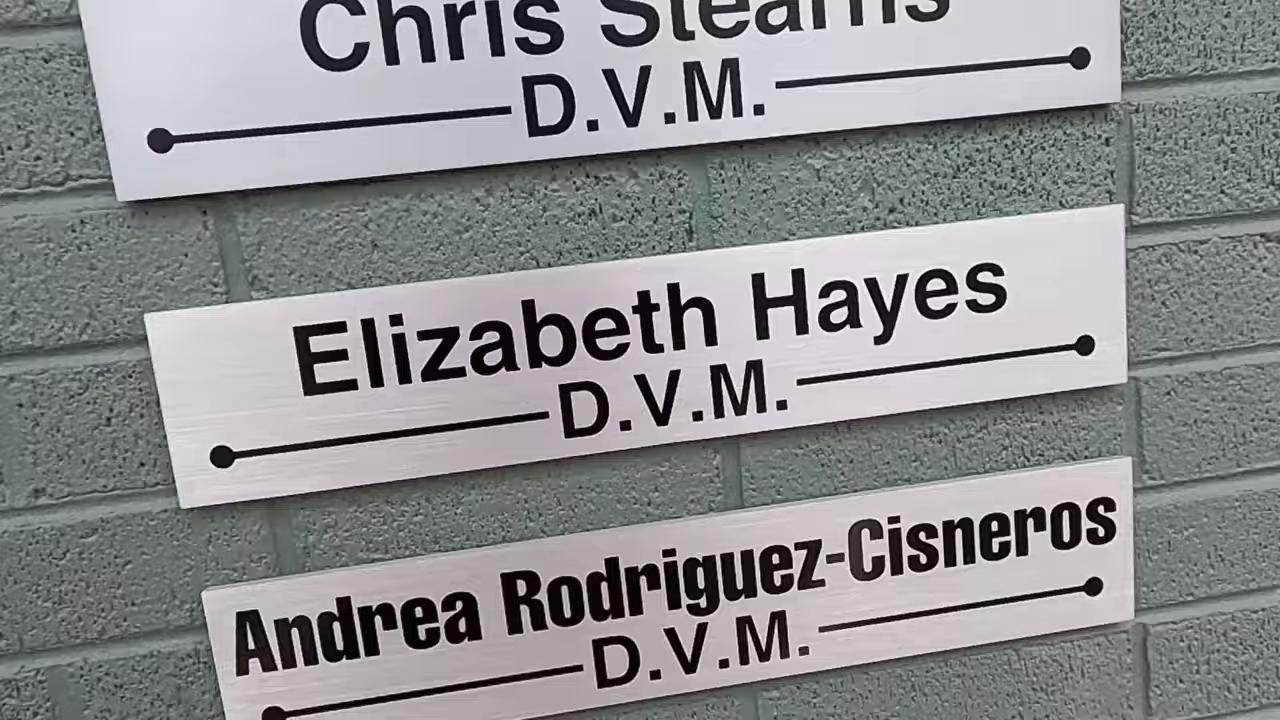 Chris Stearns
D.V.M.
Elizabeth Hayes
D.V.M.
Andrea Rodriguez-Cisneros
D.V.M.